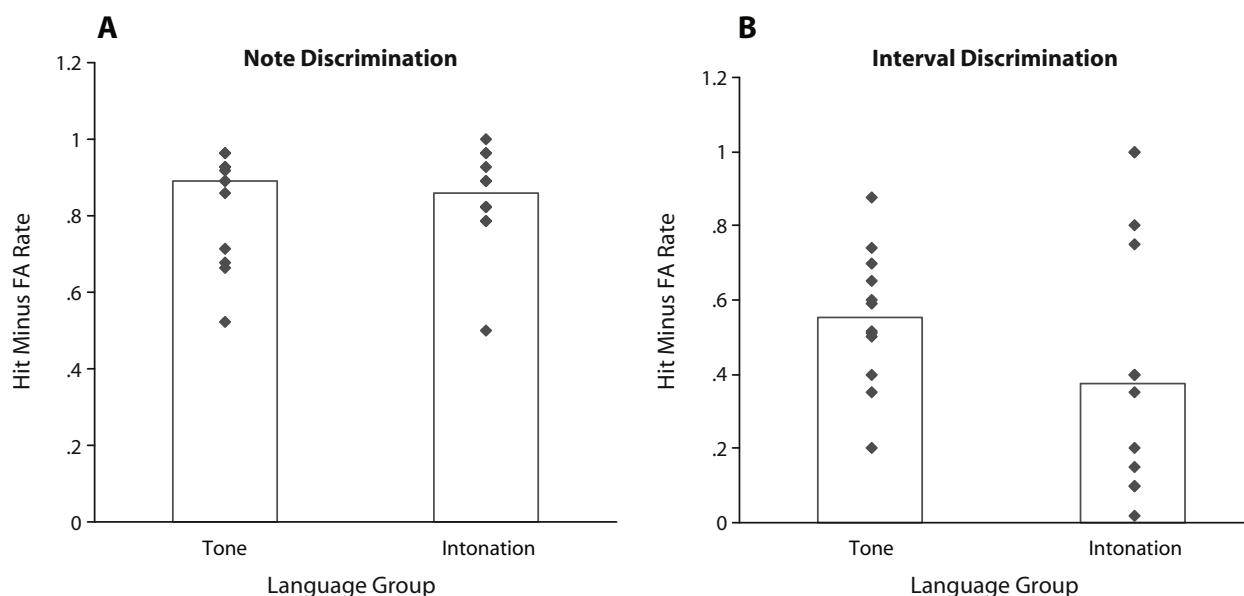 A
Note Discrimination
1.2
1
.8
.6
.4
.2
0
Hit Minus FA Rate
Tone
Intonation
Language Group
B
Interval Discrimination
1.2
1
.8
.6
.4
.2
0
Hit Minus FA Rate
Tone
Intonation
Language Group